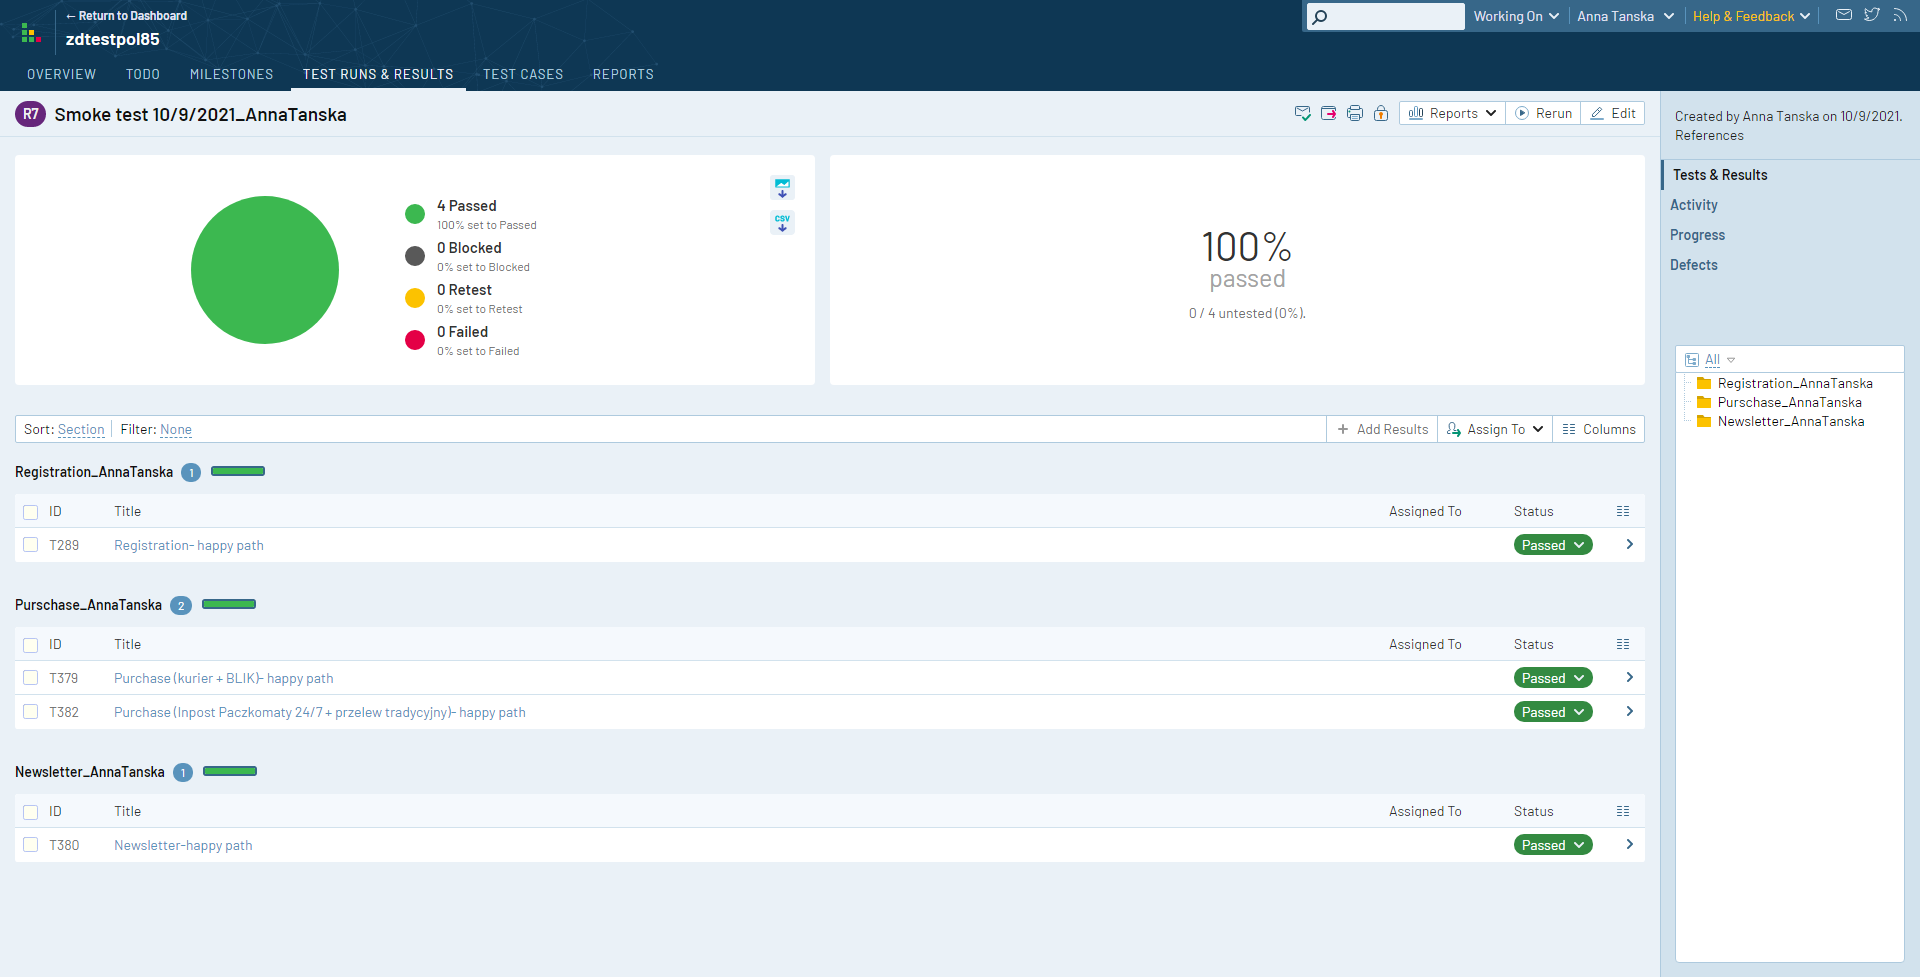 ← Return to Dashboard
zdtestpol85
Working On
Anna Tanska
Help & Feedback
OVERVIEW TODO MILESTONES TEST RUNS & RESULTS TEST CASES REPORTS
R7 Smoke test 10/9/2021_AnnaTanska
Reports Rerun Edit
Created by Anna Tanska on 10/9/2021.
References
Tests & Results
Activity
Progress
Defects
4 Passed
100% set to Passed
0 Blocked
0% set to Blocked
0 Retest
0% set to Retest
0 Failed
0% set to Failed
CSV
100%
passed
0 / 4 untested (0%).
All
Registration_AnnaTanska
Purschase_AnnaTanska
Newsletter_AnnaTanska
Sort: Section Filter: None
+ Add Results Assign To Columns
Registration_AnnaTanska 1
ID Title Assigned To Status
T289 Registration- happy path Passed
Purschase_AnnaTanska 2
ID Title Assigned To Status
T379 Purchase (kurier + BLIK)- happy path Passed
T382 Purchase (Inpost Paczkomaty 24/7 + przelew tradycyjny)- happy path Passed
Newsletter_AnnaTanska 1
ID Title Assigned To Status
T380 Newsletter-happy path Passed